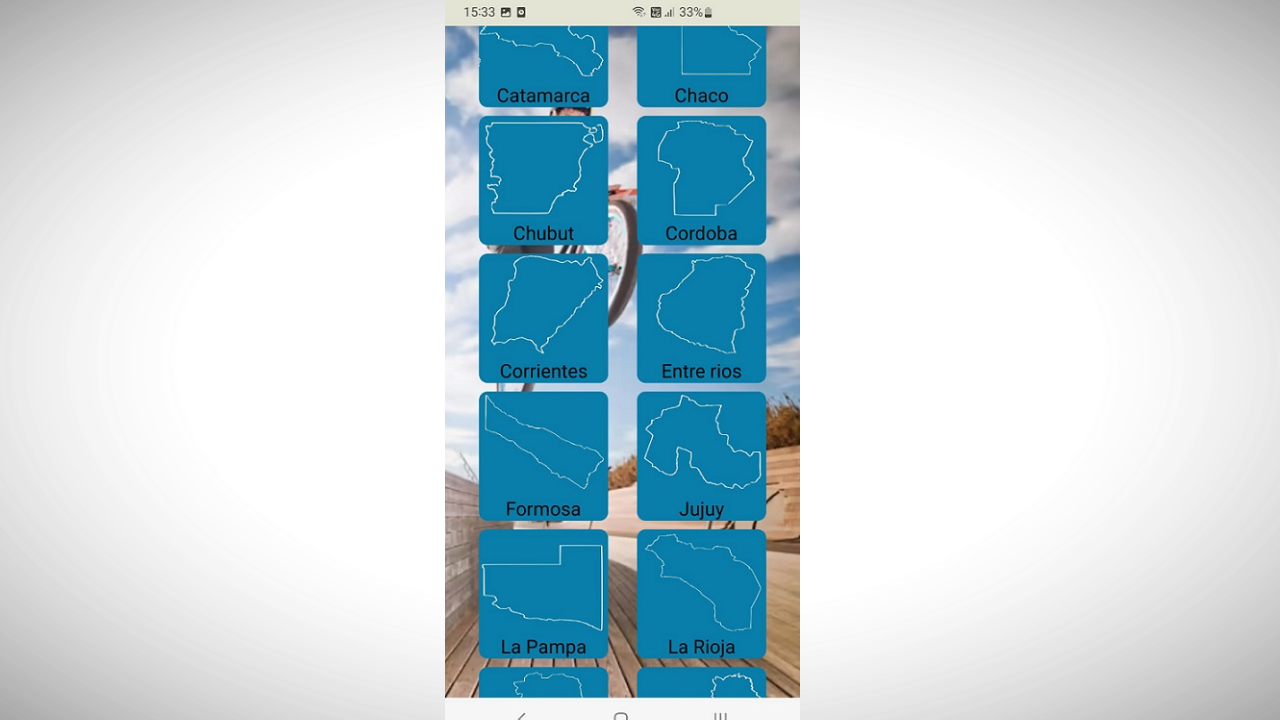 15:33 33%
Catamarca Chaco
Chubut Cordoba
Corrientes Entre rios
Formosa Jujuy
La Pampa La Rioja